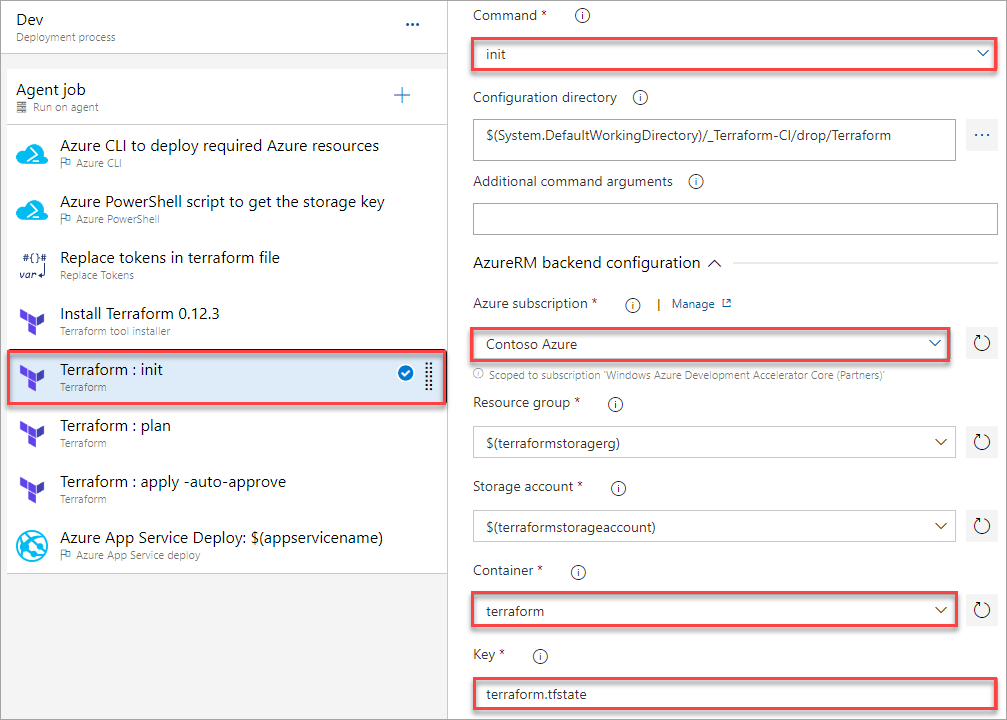 Dev
...
Deployment process
Agent job
Run on agent
Azure CLI to deploy required Azure resources
Azure CLI
Azure PowerShell script to get the storage key
Azure PowerShell
#{}#
var
Replace tokens in terraform file
Replace Tokens
Install Terraform 0.12.3
Terraform tool installer
Terraform : init
Terraform
Terraform : plan
Terraform
Terraform : apply -auto-approve
Terraform
Azure App Service Deploy: $(appservicename)
Azure App Service deploy
Command *
init
Configuration directory
$(System.DefaultWorkingDirectory)/_Terraform-CI/drop/Terraform
...
Additional command arguments
AzureRM backend configuration
Azure subscription * | Manage
Contoso Azure
Scoped to subscription 'Windows Azure Development Accelerator Core (Partners)'
Resource group *
$(terraformstoragerg)
Storage account *
$(terraformstorageaccount)
Container *
terraform
Key *
terraform.tfstate